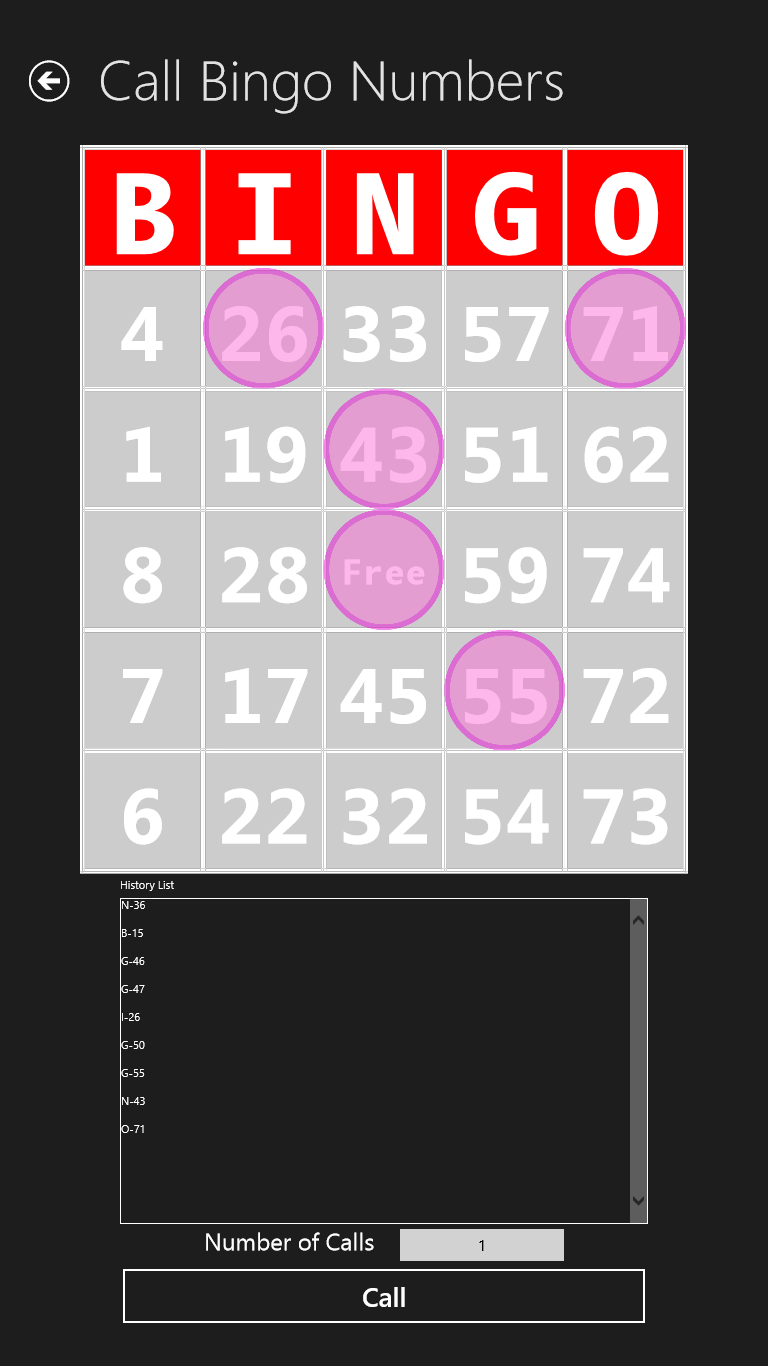 Call Bingo Numbers
B I N G O
4 26 33 57 71
1 19 43 51 62
8 28 Free 59 74
7 17 45 55 72
6 22 32 54 73
History List
N-36
B-15
G-46
G-47
I-26
G-50
G-55
N-43
O-71
Number of Calls 1
Call